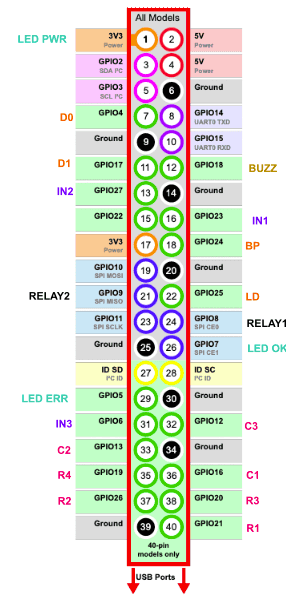 All Models
LED PWR 3V3 Power 1 2 5V Power
GPIO2 SDA I²C 3 4 5V Power
GPIO3 SCL I²C 5 6 Ground
D0 GPIO4 7 8 GPIO14 UART0 TXD
Ground 9 10 GPIO15 UART0 RXD
D1 GPIO17 11 12 GPIO18 BUZZ
IN2 GPIO27 13 14 Ground
GPIO22 15 16 GPIO23 IN1
3V3 Power 17 18 GPIO24 BP
GPIO10 SPI MOSI 19 20 Ground
RELAY2 GPIO9 SPI MISO 21 22 GPIO25 LD
GPIO11 SPI SCLK 23 24 GPIO8 SPI CE0 RELAY1
Ground 25 26 GPIO7 SPI CE1 LED OK
ID SD I²C ID 27 28 ID SC I²C ID
LED ERR GPIO5 29 30 Ground
IN3 GPIO6 31 32 GPIO12 C3
C2 GPIO13 33 34 Ground
R4 GPIO19 35 36 GPIO16 C1
R2 GPIO26 37 38 GPIO20 R3
Ground 39 40 GPIO21 R1
40-pin
models only
USB Ports